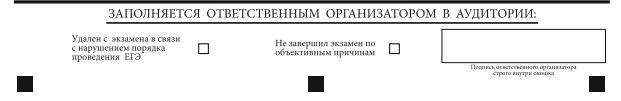 ЗАПОЛНЯЕТСЯ ОТВЕТСТВЕННЫМ ОРГАНИЗАТОРОМ В АУДИТОРИИ:
Удален с экзамена в связи
с нарушением порядка
проведения ЕГЭ
Не завершил экзамен по
объективным причинам
Подпись ответственного организатора
строго внутри окошка